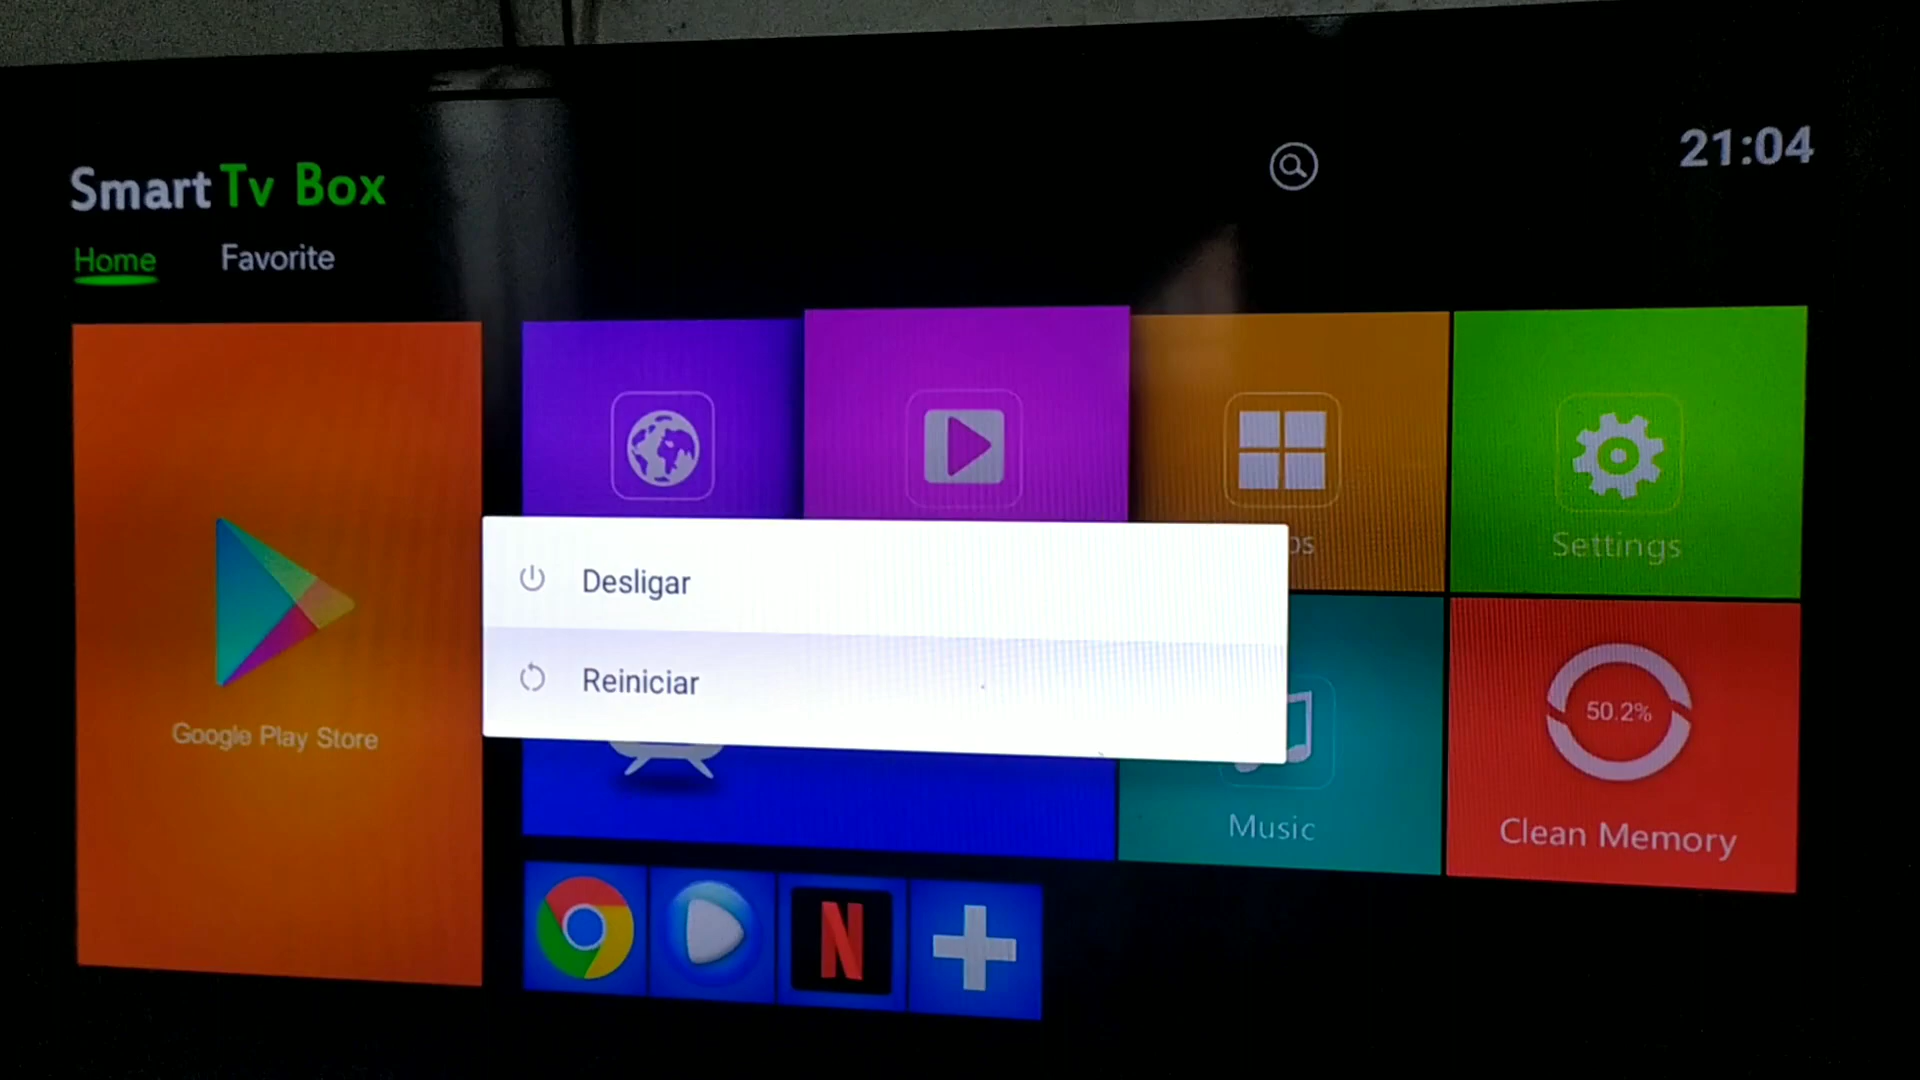 Smart Tv Box
21:04
Home Favorite
Settings
Desligar
Reiniciar
Google Play Store
50.2%
Music
Clean Memory
N